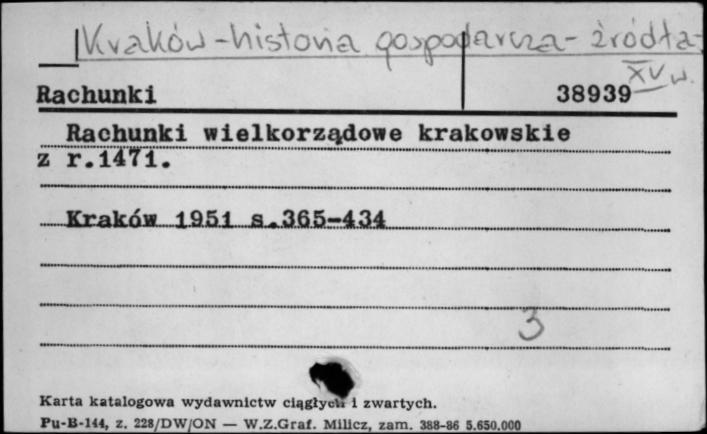 Kraków - historia gospodarcza - źródła -
XV w.
Rachunki 38939
Rachunki wielkorządowe krakowskie
z r.1471.
Kraków 1951 s.365-434
3
Karta katalogowa wydawnictw ciągłych i zwartych.
Pu-B-144, z. 228/DW/ON — W.Z.Graf. Milicz, zam. 388-86 5.650.000